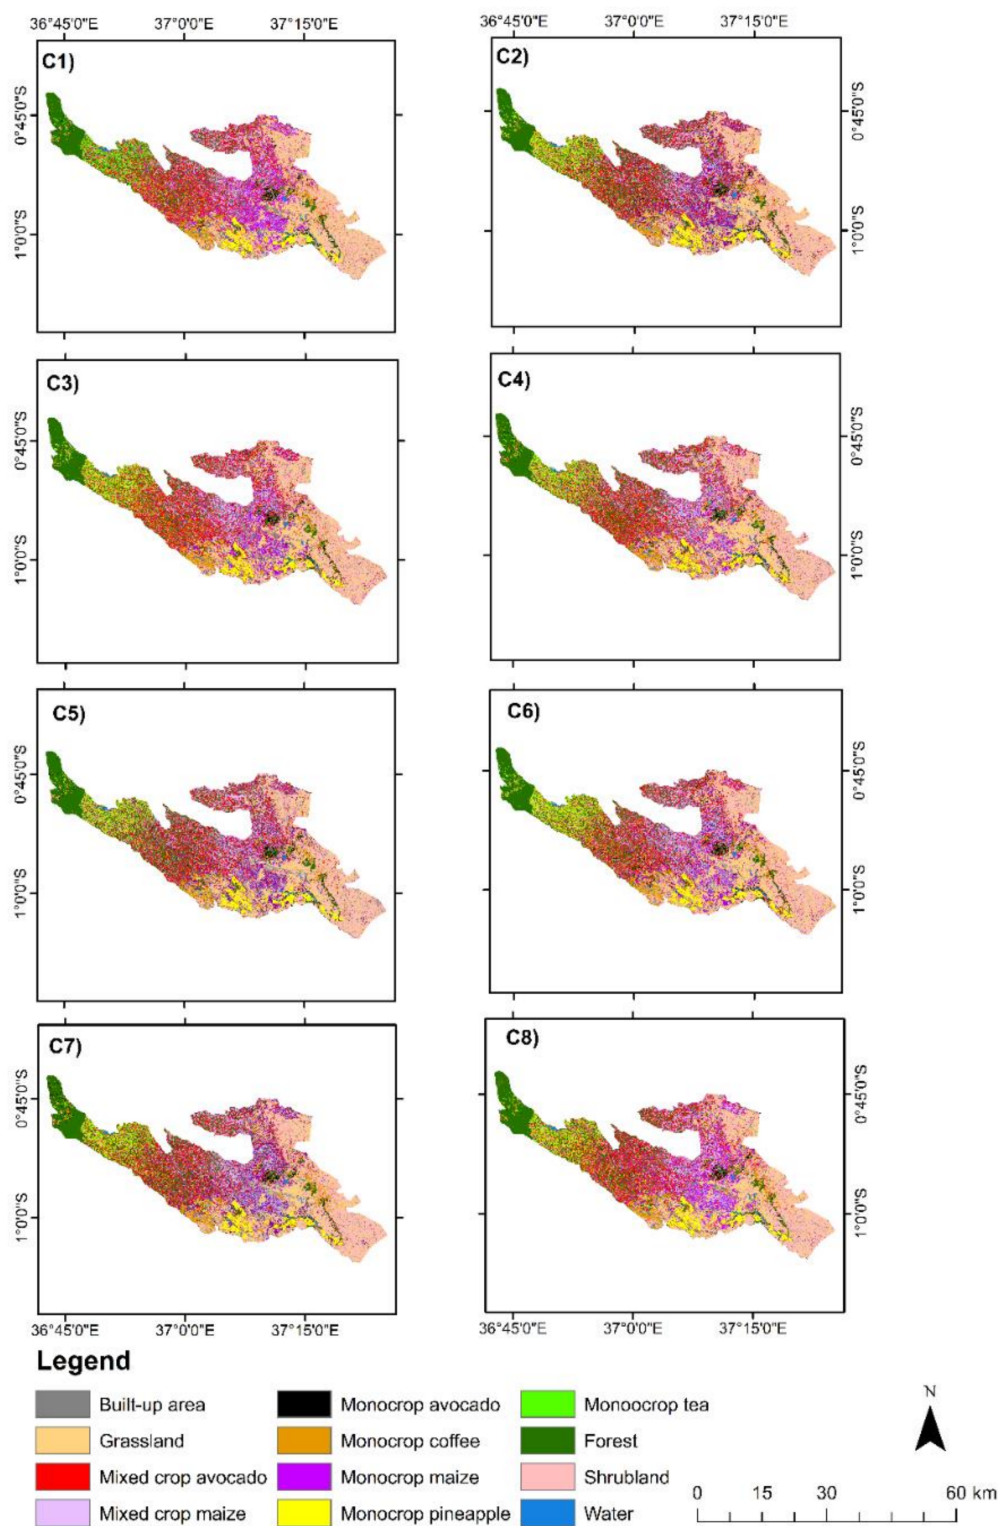 36°45'0"E 37°0'0"E 37°15'0"E 36°45'0"E 37°0'0"E 37°15'0"E
C1) C2)
0°45'0"S 0°45'0"S
1°0'0"S 1°0'0"S
C3) C4)
0°45'0"S 0°45'0"S
1°0'0"S 1°0'0"S
C5) C6)
0°45'0"S 0°45'0"S
1°0'0"S 1°0'0"S
C7) C8)
0°45'0"S 0°45'0"S
1°0'0"S 1°0'0"S
36°45'0"E 37°0'0"E 37°15'0"E 36°45'0"E 37°0'0"E 37°15'0"E
Legend
Built-up area Monocrop avocado Monoocrop tea
Grassland Monocrop coffee Forest
Mixed crop avocado Monocrop maize Shrubland
Mixed crop maize Monocrop pineapple Water
N
0 15 30 60 km